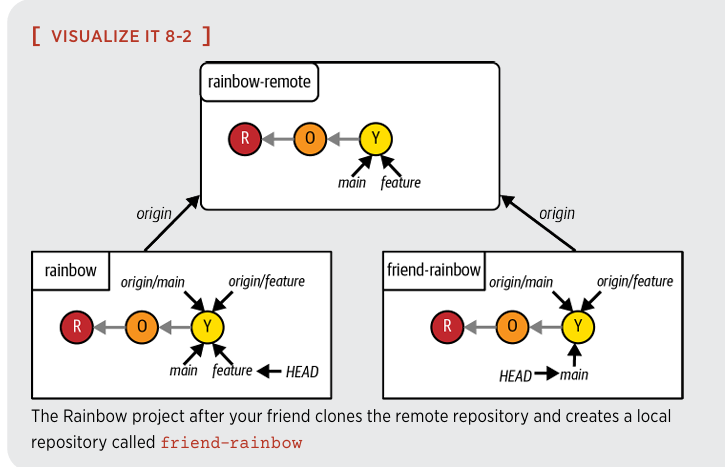 [ VISUALIZE IT 8-2 ]
rainbow-remote
R O Y
main feature
origin origin
rainbow
origin/main origin/feature
R O Y
main feature HEAD
friend-rainbow
origin/main origin/feature
R O Y
HEAD main
The Rainbow project after your friend clones the remote repository and creates a local
repository called friend-rainbow